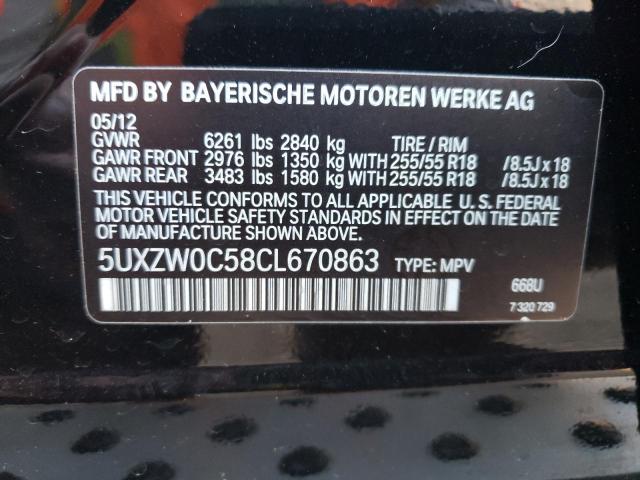 MFD BY BAYERISCHE MOTOREN WERKE AG
05/12
GVWR 6261 lbs 2840 kg TIRE / RIM
GAWR FRONT 2976 lbs 1350 kg WITH 255/55 R18 / 8.5J x 18
GAWR REAR 3483 lbs 1580 kg WITH 255/55 R18 / 8.5J x 18
THIS VEHICLE CONFORMS TO ALL APPLICABLE U. S. FEDERAL
MOTOR VEHICLE SAFETY STANDARDS IN EFFECT ON THE DATE
OF MANUFACTURE SHOWN ABOVE.
5UXZW0C58CL670863 TYPE: MPV
668U
7 320 729